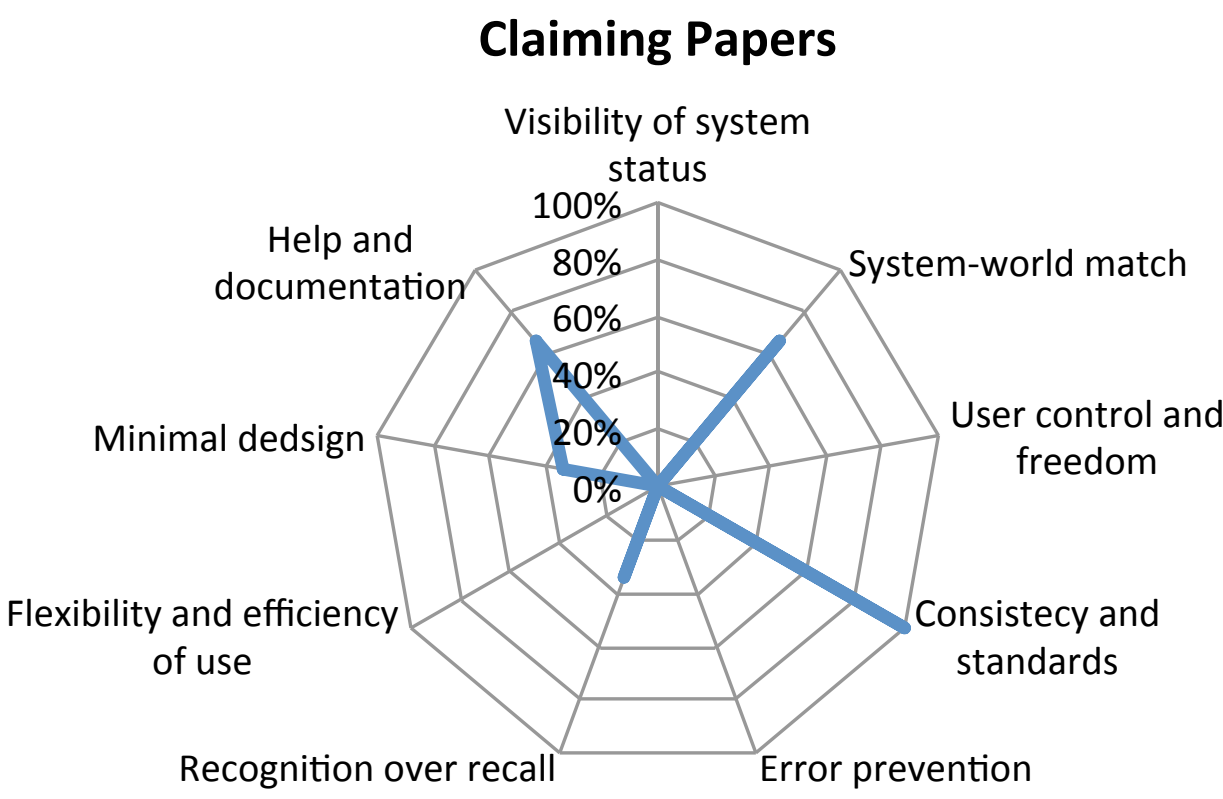 Claiming Papers
Visibility of system
status
100%
80%
60%
40%
20%
0%
System-world match
User control and
freedom
Consistecy and
standards
Error prevention
Recognition over recall
Flexibility and efficiency
of use
Minimal dedsign
Help and
documentation